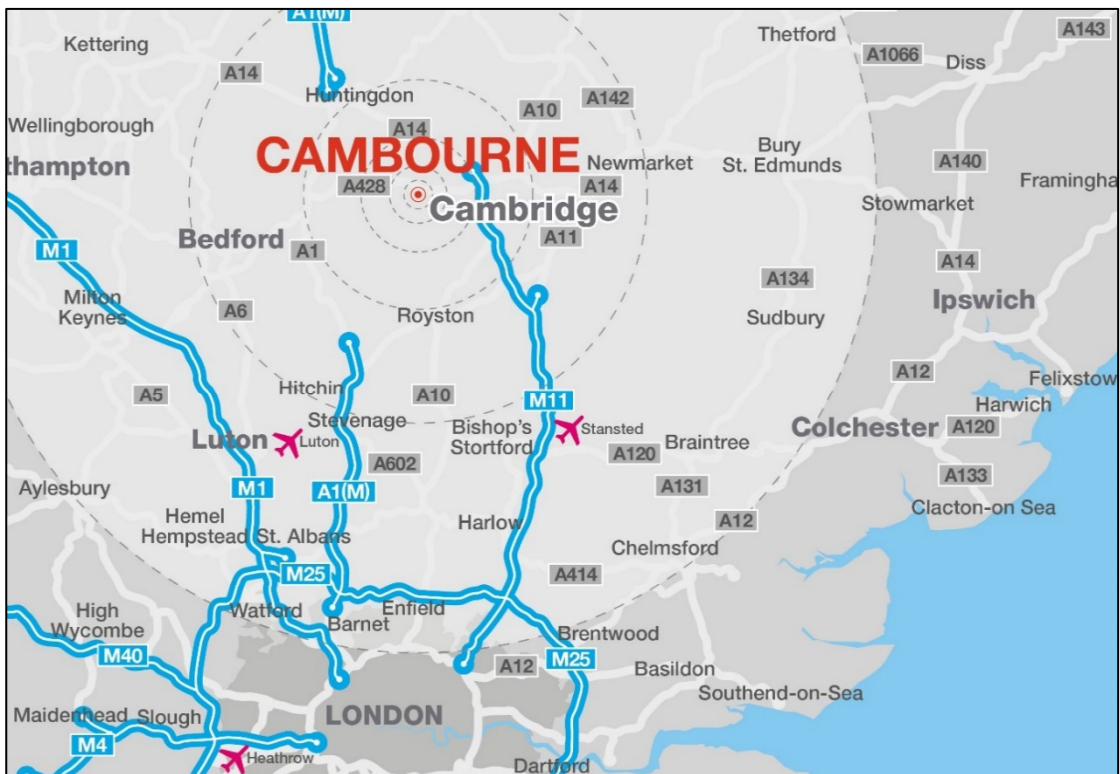 A1(M)
A143
Thetford
Kettering
A1066
Diss
A14
Huntingdon
A142
A10
Wellingborough
A14
Bury
St. Edmunds
A140
CAMBOURNE
Newmarket
thampton
A428
A14
Framingha
Cambridge
Stowmarket
Bedford
A11
M1
A1
A14
A134
Milton
Keynes
Ipswich
A6
Royston
Sudbury
A12
Felixstow
Hitchin
A5
A10
M11
Harwich
Stevenage
Bishop's
Stortford
Stansted
Colchester
A120
Luton
Luton
Braintree
A120
A602
A133
Aylesbury
M1
A1(M)
A131
Clacton-on Sea
Hemel
Hempstead
St. Albans
Harlow
A12
Chelmsford
M25
A414
High
Wycombe
Watford
Enfield
Barnet
Brentwood
M40
A12
M25
Basildon
Southend-on-Sea
Maidenhead
Slough
LONDON
M4
Heathrow
Dartford